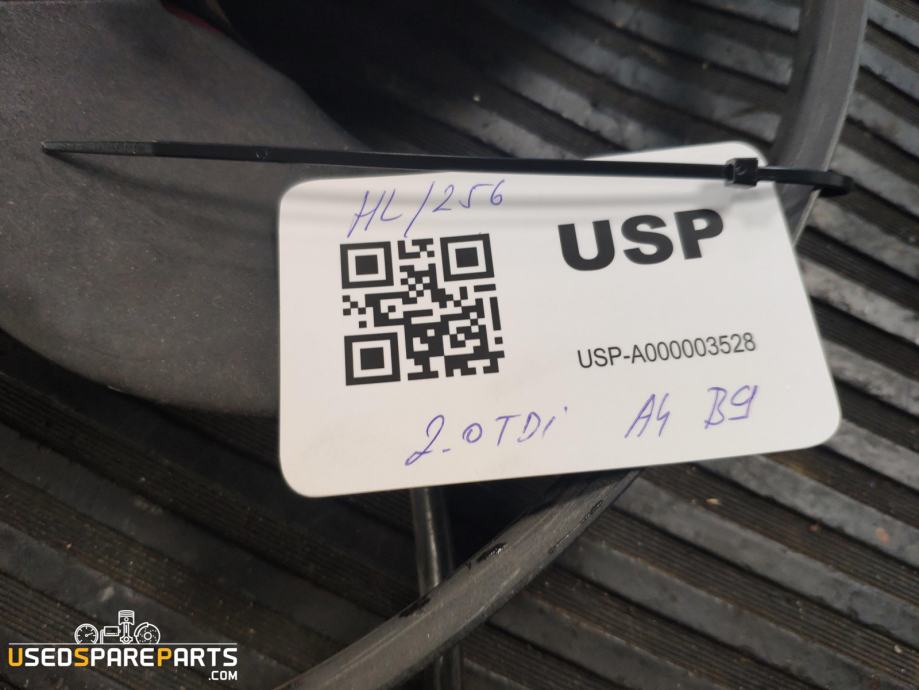 HL/256
USP
USP-A000003528
2.0TDi A4 B9
USEDSPAREPARTS
.COM